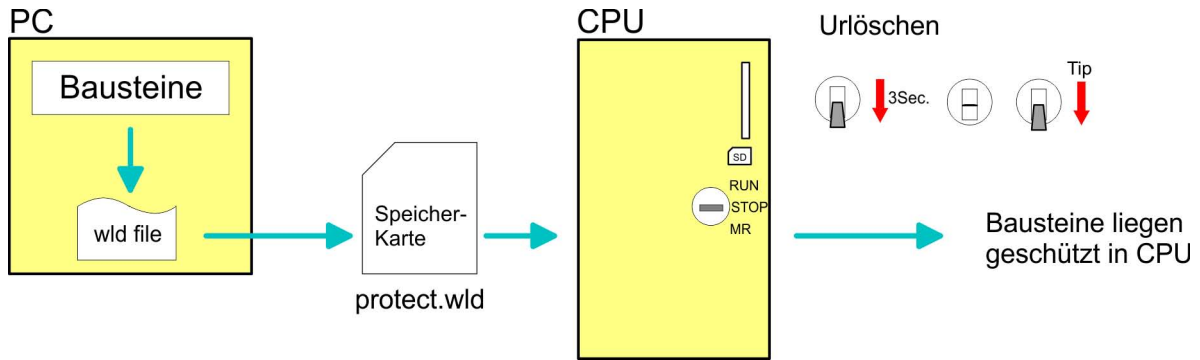 PC
Bausteine
wld file
Speicher-
Karte
protect.wld
CPU
SD
RUN
STOP
MR
Urlöschen
3Sec.
Tip
Bausteine liegen
geschützt in CPU